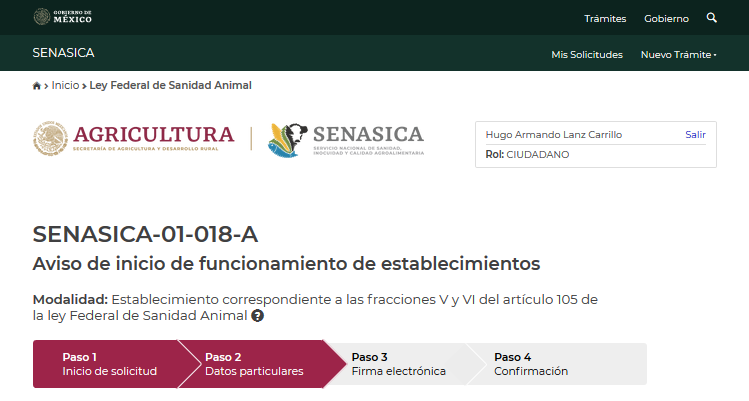 GOBIERNO DE
MÉXICO
Trámites
Gobierno
SENASICA
Mis Solicitudes
Nuevo Trámite
Inicio
Ley Federal de Sanidad Animal
AGRICULTURA
SECRETARÍA DE AGRICULTURA Y DESARROLLO RURAL
SENASICA
SERVICIO NACIONAL DE SANIDAD,
INOCUIDAD Y CALIDAD AGROALIMENTARIA
Hugo Armando Lanz Carrillo
Salir
Rol: CIUDADANO
SENASICA-01-018-A
Aviso de inicio de funcionamiento de establecimientos
Modalidad: Establecimiento correspondiente a las fracciones V y VI del artículo 105 de
la ley Federal de Sanidad Animal ?
Paso 1
Inicio de solicitud
Paso 2
Datos particulares
Paso 3
Firma electrónica
Paso 4
Confirmación